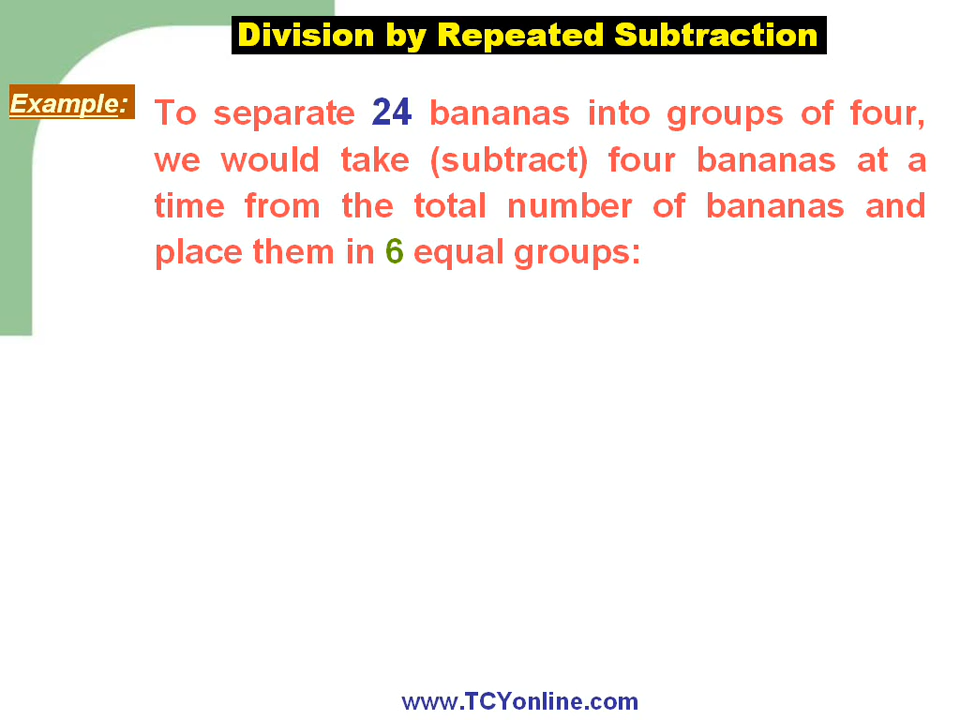 Division by Repeated Subtraction
Example:
To separate 24 bananas into groups of four,
we would take (subtract) four bananas at a
time from the total number of bananas and
place them in 6 equal groups:
www.TCYonline.com